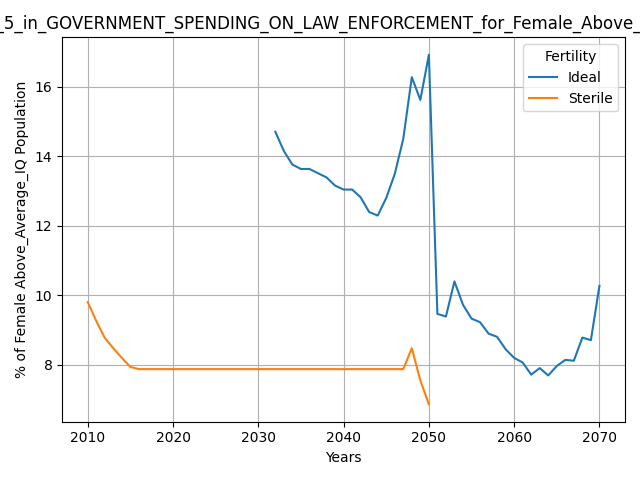 _5_in_GOVERNMENT_SPENDING_ON_LAW_ENFORCEMENT_for_Female_Above_
Fertility
Ideal
Sterile
% of Female Above_Average_IQ Population
16
14
12
10
8
2010 2020 2030 2040 2050 2060 2070
Years